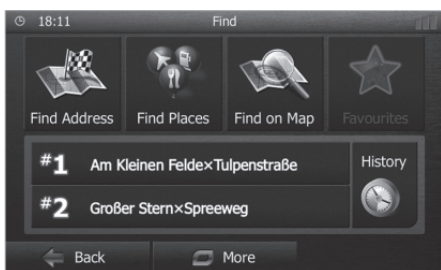 18:11 Find
Find Address Find Places Find on Map Favourites
#1 Am Kleinen Felde×Tulpenstraße History
#2 Großer Stern×Spreeweg
Back More